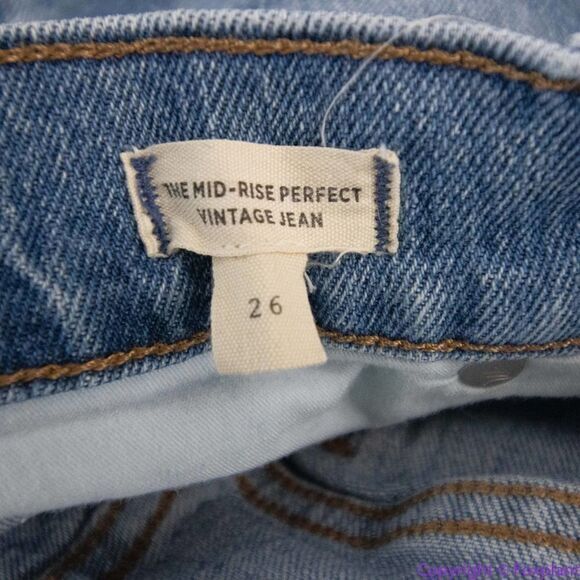 THE MID-RISE PERFECT
VINTAGE JEAN
26